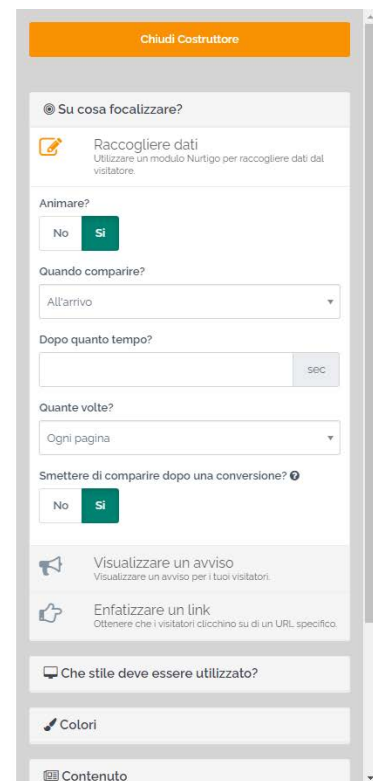 Chiudi Costruttore
Su cosa focalizzare?
Raccogliere dati
Utilizzare un modulo Nurtigo per raccogliere dati dal
visitatore.
Animare?
No Si
Quando comparire?
All'arrivo
Dopo quanto tempo?
sec
Quante volte?
Ogni pagina
Smettere di comparire dopo una conversione?
No Si
Visualizzare un avviso
Visualizzare un avviso per i tuoi visitatori.
Enfatizzare un link
Ottenere che i visitatori clicchino su di un URL specifico.
Che stile deve essere utilizzato?
Colori
Contenuto